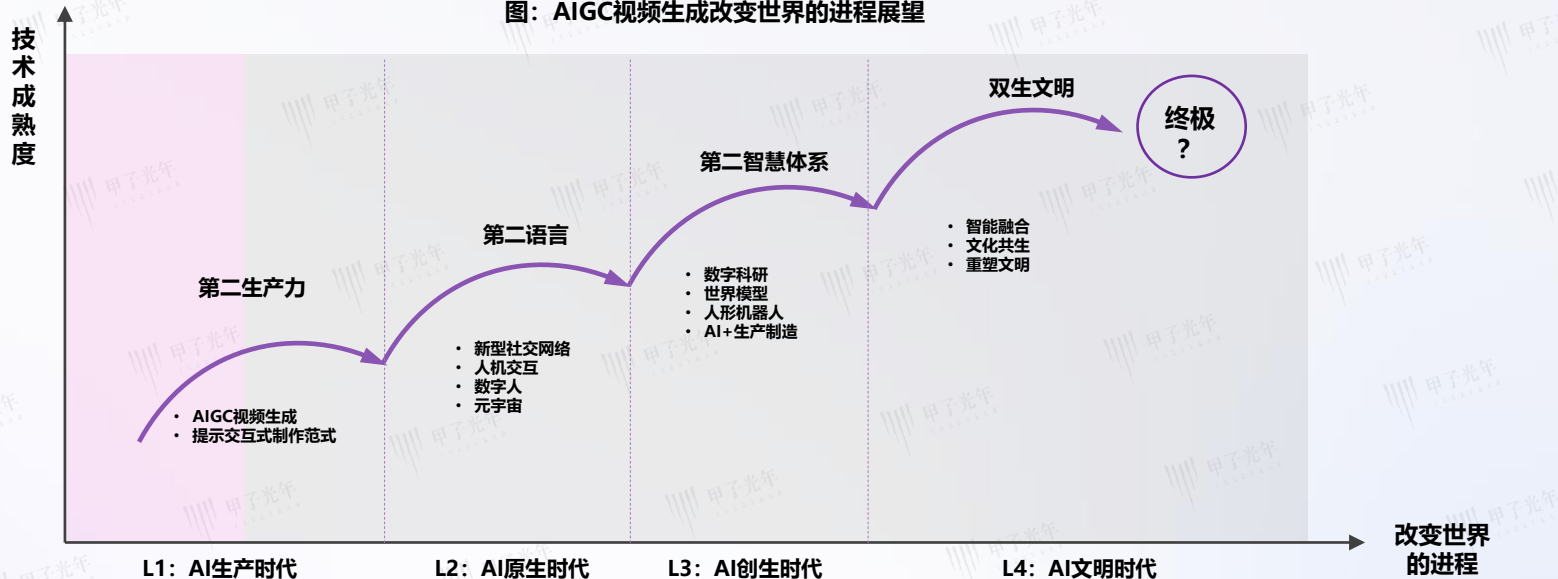 图：AIGC视频生成改变世界的进程展望
技
术
成
熟
度
双生文明
终极
？
第二智慧体系
第二语言
第二生产力
• 智能融合
• 文化共生
• 重塑文明
• 数字科研
• 世界模型
• 人形机器人
• AI+生产制造
• 新型社交网络
• 人机交互
• 数字人
• 元宇宙
• AIGC视频生成
• 提示交互式制作范式
改变世界
的进程
L1：AI生产时代
L2：AI原生时代
L3：AI创生时代
L4：AI文明时代
甲子光年